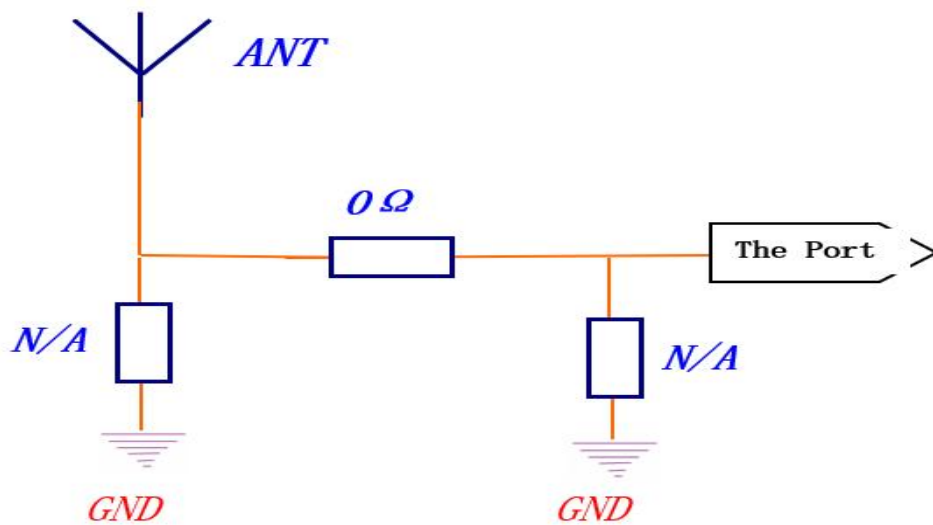 ANT
0Ω
The Port
N/A
N/A
GND
GND